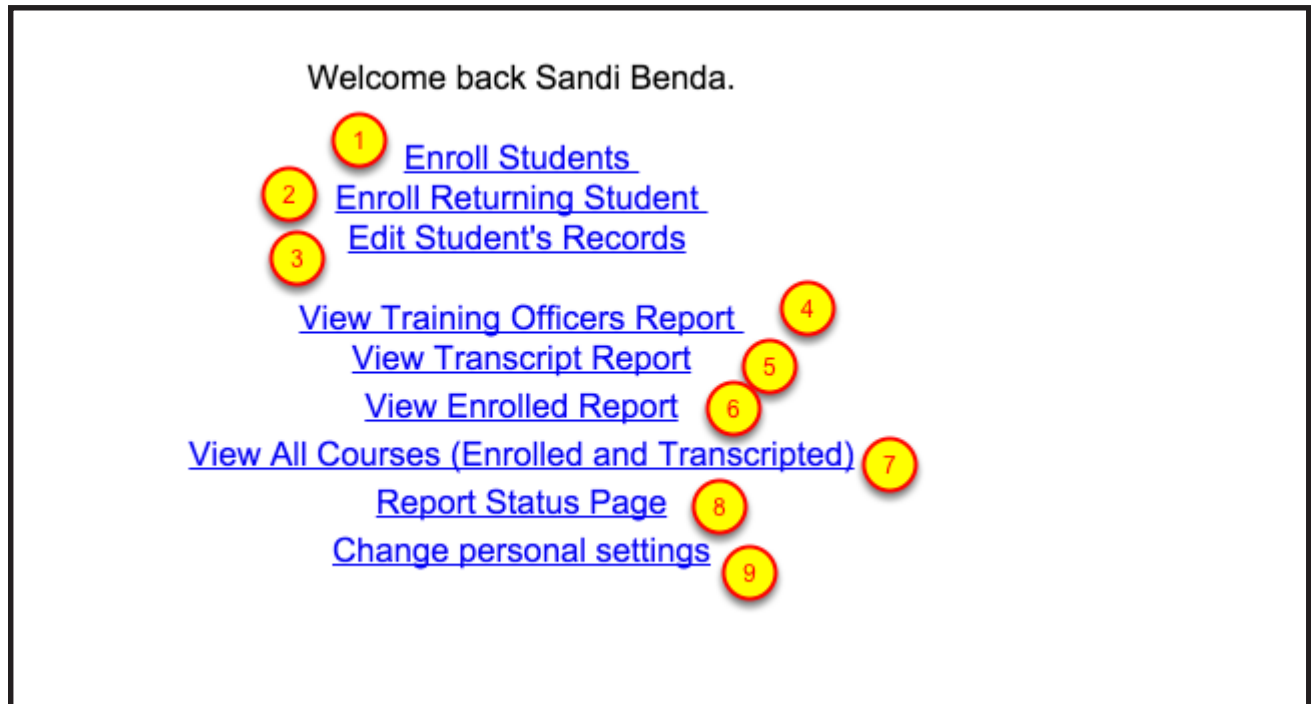 Welcome back Sandi Benda.
1 Enroll Students
2 Enroll Returning Student
3 Edit Student's Records
View Training Officers Report 4
View Transcript Report 5
View Enrolled Report 6
View All Courses (Enrolled and Transcripted) 7
Report Status Page 8
Change personal settings 9